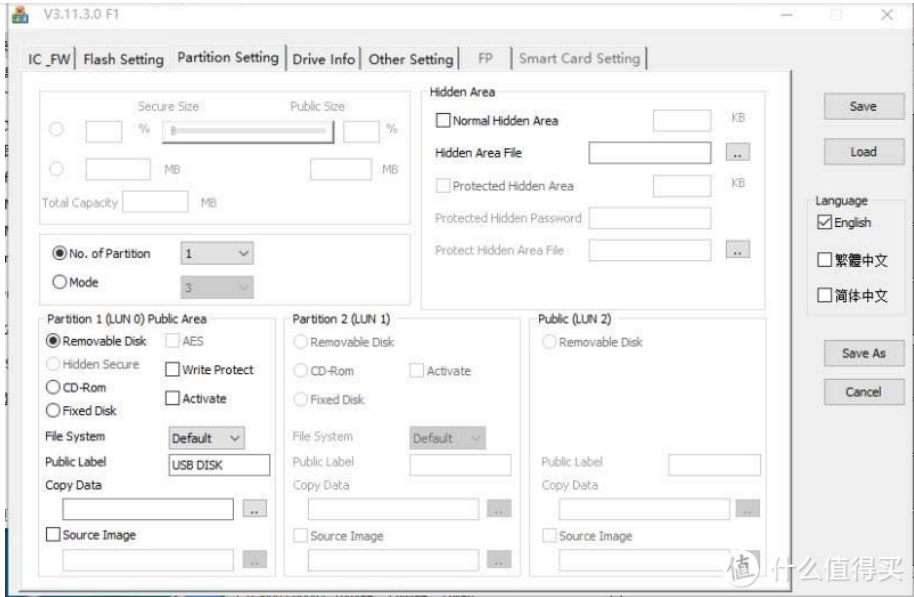 V3.11.3.0 F1
IC _FW Flash Setting Partition Setting Drive Info Other Setting FP Smart Card Setting
Secure Size Public Size
% %
MB MB
Total Capacity MB
No. of Partition 1
Mode 3
Hidden Area
Normal Hidden Area KB
Hidden Area File ..
Protected Hidden Area KB
Protected Hidden Password
Protect Hidden Area File ..
Partition 1 (LUN 0) Public Area
Removable Disk AES
Hidden Secure Write Protect
CD-Rom
Activate
Fixed Disk
File System Default
Public Label USB DISK
Copy Data
..
Source Image
..
Partition 2 (LUN 1)
Removable Disk
CD-Rom Activate
Fixed Disk
File System Default
Public Label
Copy Data
..
Source Image
..
Public (LUN 2)
Removable Disk
Public Label
Copy Data
..
Source Image
Save
Load
Language
English
繁體中文
简体中文
Save As
Cancel
值 什么值得买